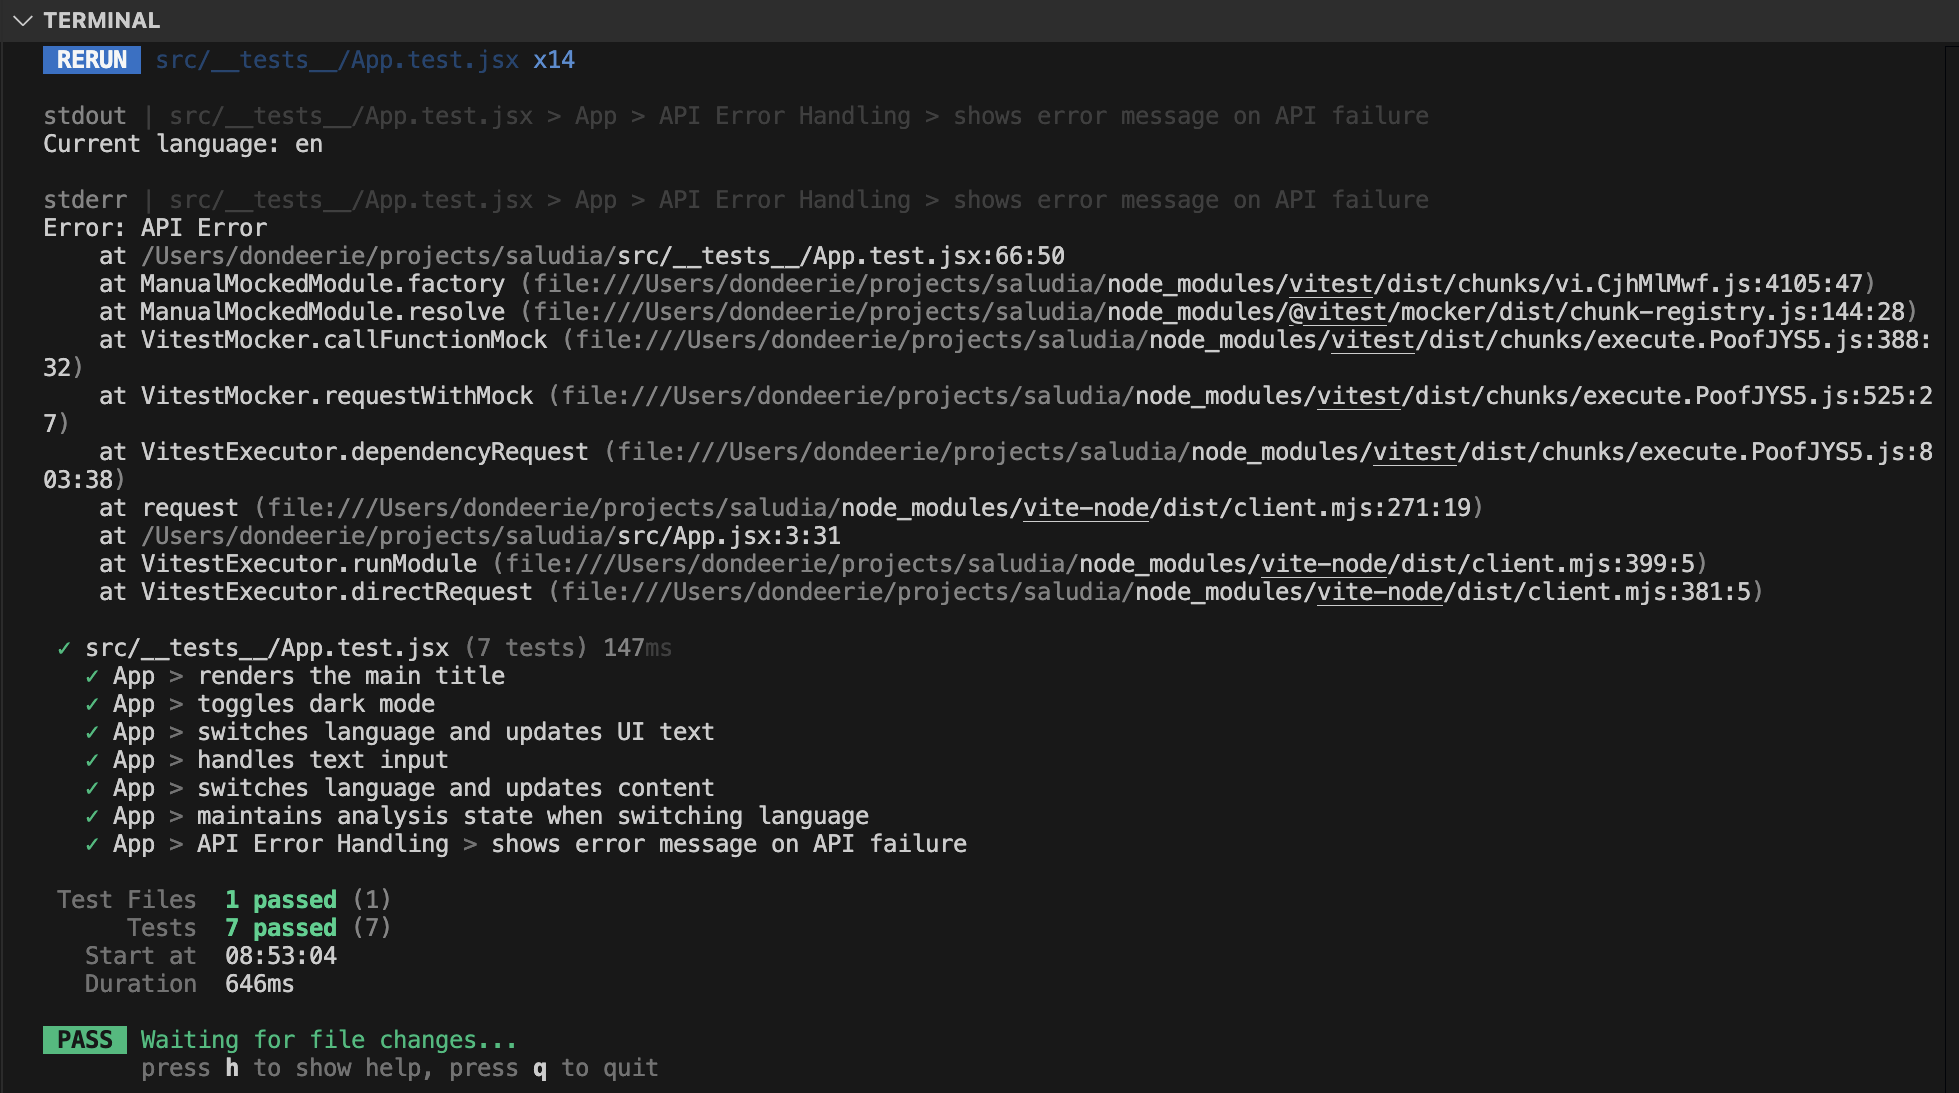 TERMINAL
RERUN src/__tests__/App.test.jsx x14
stdout | src/__tests__/App.test.jsx > App > API Error Handling > shows error message on API failure
Current language: en
stderr | src/__tests__/App.test.jsx > App > API Error Handling > shows error message on API failure
Error: API Error
at /Users/dondeerie/projects/saludia/src/__tests__/App.test.jsx:66:50
at ManualMockedModule.factory (file:///Users/dondeerie/projects/saludia/node_modules/vitest/dist/chunks/vi.CjhMlMwf.js:4105:47)
at ManualMockedModule.resolve (file:///Users/dondeerie/projects/saludia/node_modules/@vitest/mocker/dist/chunk-registry.js:144:28)
at VitestMocker.callFunctionMock (file:///Users/dondeerie/projects/saludia/node_modules/vitest/dist/chunks/execute.PoofJYS5.js:388:
32)
at VitestMocker.requestWithMock (file:///Users/dondeerie/projects/saludia/node_modules/vitest/dist/chunks/execute.PoofJYS5.js:525:2
7)
at VitestExecutor.dependencyRequest (file:///Users/dondeerie/projects/saludia/node_modules/vitest/dist/chunks/execute.PoofJYS5.js:8
03:38)
at request (file:///Users/dondeerie/projects/saludia/node_modules/vite-node/dist/client.mjs:271:19)
at /Users/dondeerie/projects/saludia/src/App.jsx:3:31
at VitestExecutor.runModule (file:///Users/dondeerie/projects/saludia/node_modules/vite-node/dist/client.mjs:399:5)
at VitestExecutor.directRequest (file:///Users/dondeerie/projects/saludia/node_modules/vite-node/dist/client.mjs:381:5)
✓ src/__tests__/App.test.jsx (7 tests) 147ms
✓ App > renders the main title
✓ App > toggles dark mode
✓ App > switches language and updates UI text
✓ App > handles text input
✓ App > switches language and updates content
✓ App > maintains analysis state when switching language
✓ App > API Error Handling > shows error message on API failure
Test Files 1 passed (1)
Tests 7 passed (7)
Start at 08:53:04
Duration 646ms
PASS Waiting for file changes...
press h to show help, press q to quit